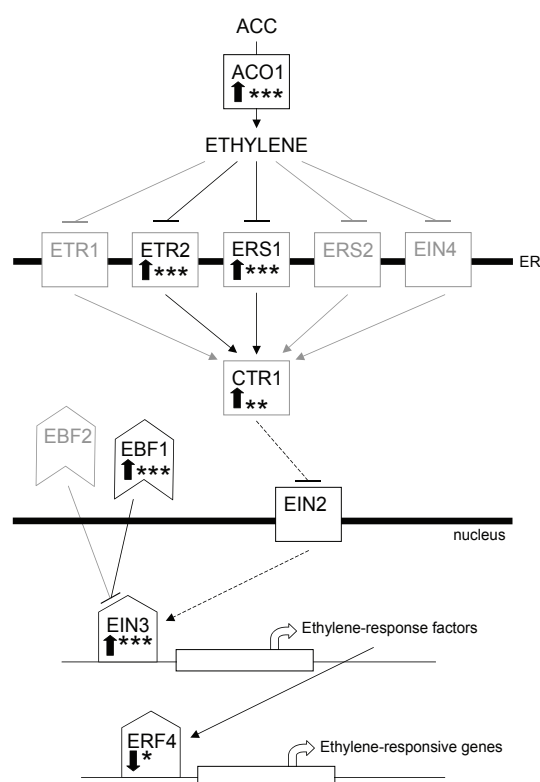 ACC
ACO1
***
ETHYLENE
ETR1 ETR2 ERS1 ERS2 EIN4
*** ***
ER
CTR1
**
EBF2 EBF1
***
EIN2
nucleus
EIN3
***
Ethylene-response factors
ERF4
*
Ethylene-responsive genes